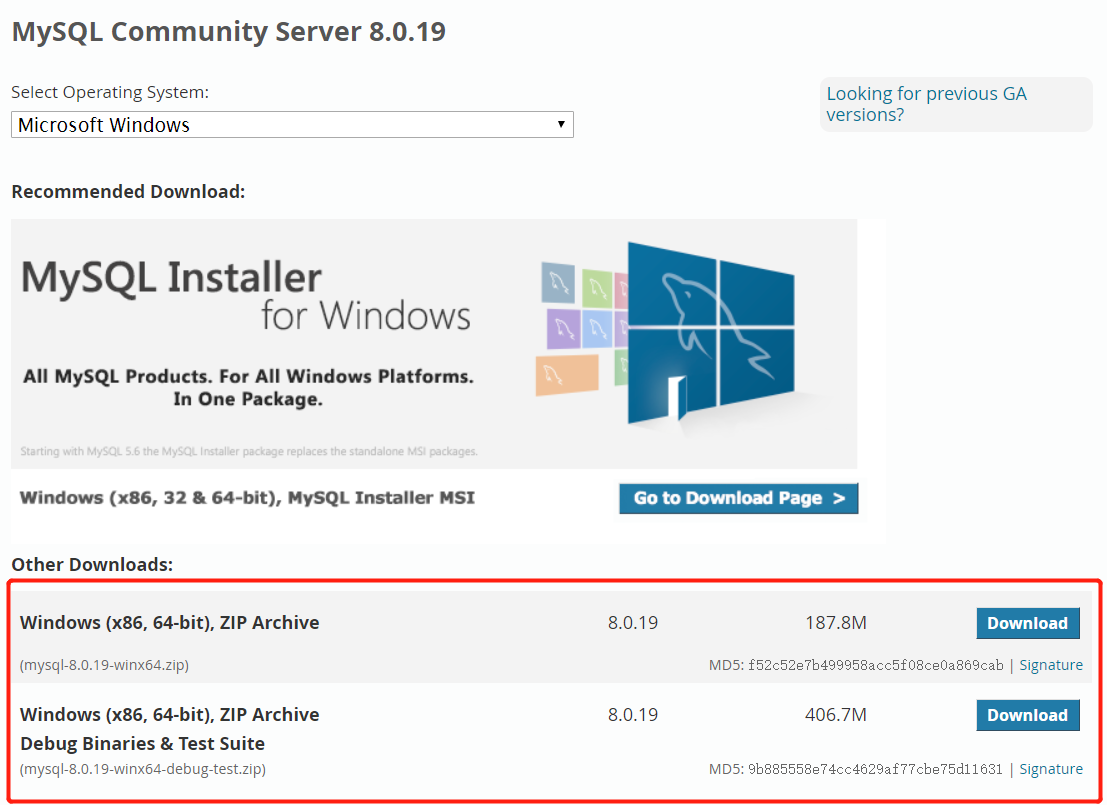 MySQL Community Server 8.0.19
Select Operating System:
Looking for previous GA
versions?
Microsoft Windows
Recommended Download:
MySQL Installer
for Windows
All MySQL Products. For All Windows Platforms.
In One Package.
Starting with MySQL 5.6 the MySQL Installer package replaces the standalone MSI packages.
Windows (x86, 32 & 64-bit), MySQL Installer MSI
Go to Download Page >
Other Downloads:
Windows (x86, 64-bit), ZIP Archive 8.0.19 187.8M Download
(mysql-8.0.19-winx64.zip) MD5: f52c52e7b499958acc5f08ce0a869cab | Signature
Windows (x86, 64-bit), ZIP Archive 8.0.19 406.7M Download
Debug Binaries & Test Suite
(mysql-8.0.19-winx64-debug-test.zip) MD5: 9b885558e74cc4629af77cbe75d11631 | Signature